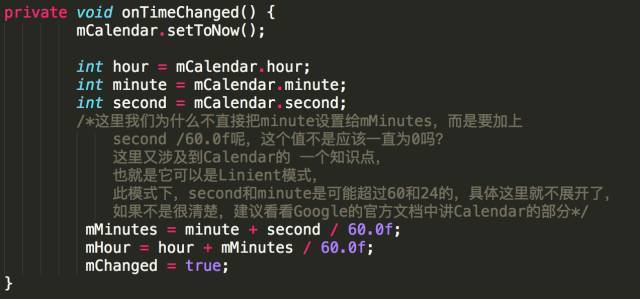 private void onTimeChanged() {
mCalendar.setToNow();
int hour = mCalendar.hour;
int minute = mCalendar.minute;
int second = mCalendar.second;
/*这里我们为什么不直接把minute设置给mMinutes，而是要加上
second /60.0f呢，这个值不是应该一直为0吗？
这里又涉及到Calendar的 一个知识点，
也就是它可以是Linient模式，
此模式下，second和minute是可能超过60和24的，具体这里就不展开了，
如果不是很清楚，建议看看Google的官方文档中讲Calendar的部分*/
mMinutes = minute + second / 60.0f;
mHour = hour + mMinutes / 60.0f;
mChanged = true;
}